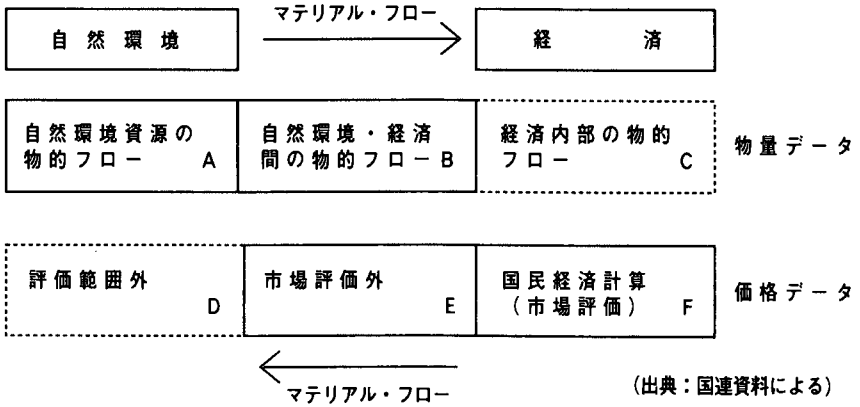 マテリアル・フロー
自然環境
経済
自然環境資源の
物的フロー A
自然環境・経済
間の物的フローB
経済内部の物的
フロー C
物量データ
評価範囲外
D
市場評価外
E
国民経済計算
(市場評価) F
価格データ
マテリアル・フロー
(出典:国連資料による)